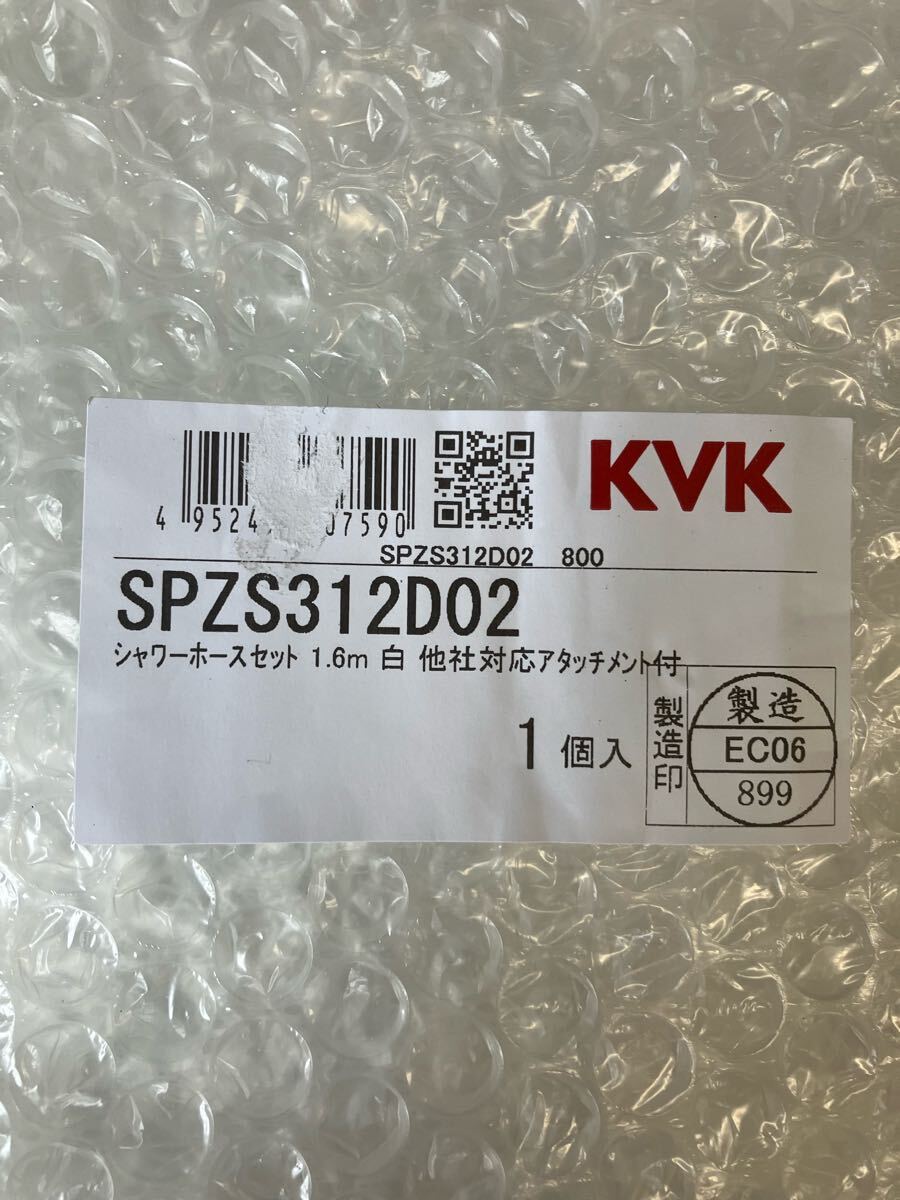 KVK
4 9524 07590
SPZS312D02 800
SPZS312D02
シャワーホースセット 1.6m 白 他社対応アタッチメント付
1 個入
製造印
製造
EC06
899